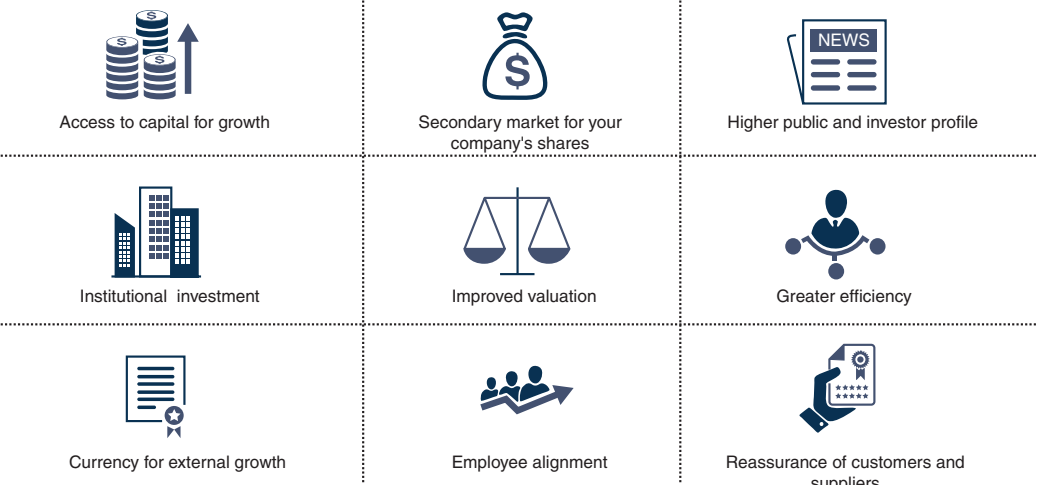 $
$
$
$
NEWS
Access to capital for growth
Secondary market for your
company's shares
Higher public and investor profile
Institutional investment
Improved valuation
Greater efficiency
Currency for external growth
Employee alignment
Reassurance of customers and
suppliers